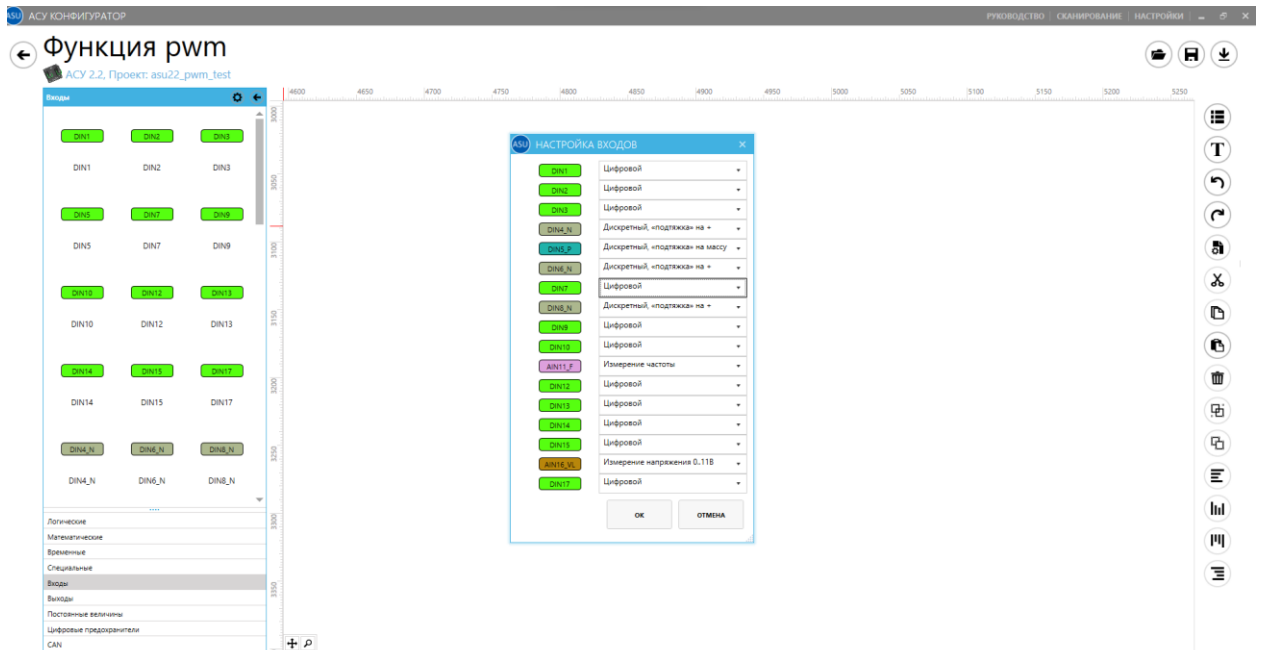 ASU АСУ КОНФИГУРАТОР РУКОВОДСТВО | СКАНИРОВАНИЕ | НАСТРОЙКИ
Функция pwm
АСУ 2.2, Проект: asu22_pwm_test
Входы
4600 4650 4700 4750 4800 4850 4900 4950 5000 5050 5100 5150 5200 5250
3000
3050
3100
3150
3200
3250
3300
3350
DIN1 DIN2 DIN3
DIN1 DIN2 DIN3
DIN5 DIN7 DIN9
DIN5 DIN7 DIN9
DIN10 DIN12 DIN13
DIN10 DIN12 DIN13
DIN14 DIN15 DIN17
DIN14 DIN15 DIN17
DIN4_N DIN6_N DIN8_N
DIN4_N DIN6_N DIN8_N
Логические
Математические
Временные
Специальные
Входы
Выходы
Постоянные величины
Цифровые предохранители
CAN
ASU НАСТРОЙКА ВХОДОВ
DIN1 Цифровой
DIN2 Цифровой
DIN3 Цифровой
DIN4_N Дискретный, «подтяжка» на +
DIN5_P Дискретный, «подтяжка» на массу
DIN6_N Дискретный, «подтяжка» на +
DIN7 Цифровой
DIN8_N Дискретный, «подтяжка» на +
DIN9 Цифровой
DIN10 Цифровой
AIN11_F Измерение частоты
DIN12 Цифровой
DIN13 Цифровой
DIN14 Цифровой
DIN15 Цифровой
AIN16_VL Измерение напряжения 0..11В
DIN17 Цифровой
ОК ОТМЕНА
T